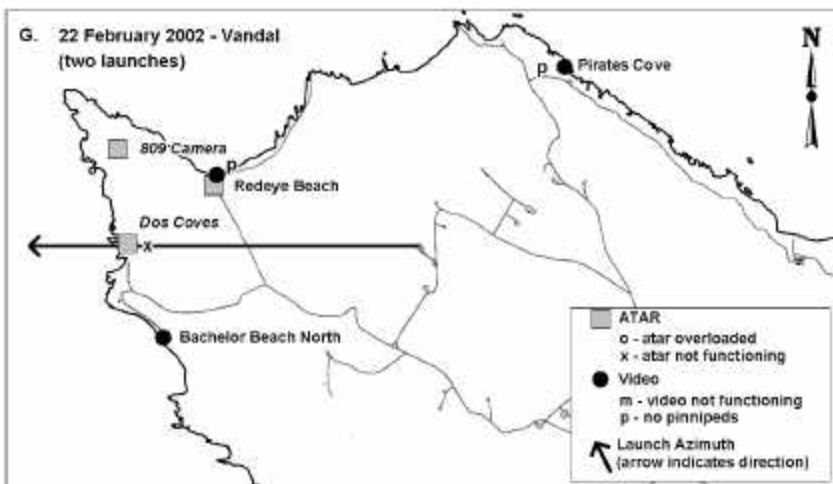 G. 22 February 2002 - Vandal
(two launches)
N
p
Pirates Cove
809 Camera
p
Redeye Beach
Dos Coves
x
Bachelor Beach North
ATAR
o - atar overloaded
x - atar not functioning
Video
m - video not functioning
p - no pinnipeds
Launch Azimuth
(arrow indicates direction)